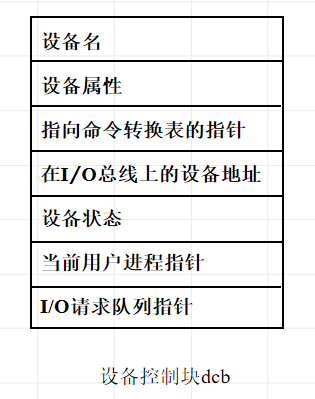 设备名
设备属性
指向命令转换表的指针
在I/O总线上的设备地址
设备状态
当前用户进程指针
I/O请求队列指针
设备控制块dcb